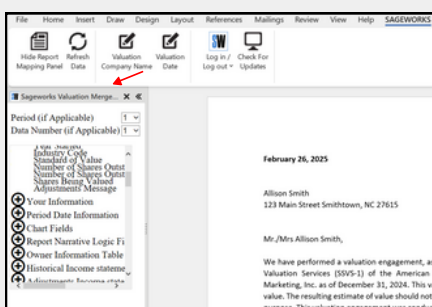 File Home Insert Draw Design Layout References Mailings Review View Help SAGEWORKS
SW
Hide Report Mapping Panel
Refresh Data
Valuation Company Name
Valuation Date
Log in / Log out
Check For Updates
Sageworks Valuation Merge...
Period (if Applicable) 1
Data Number (if Applicable) 1
Year Started
Industry Code
Standard of Value
Number of Shares Outst
Number of Shares Outst
Shares Being Valued
Adjustments Message
Your Information
Period Date Information
Chart Fields
Report Narrative Logic Fi
Owner Information Table
Historical Income stateme
Adjustments Income state
February 26, 2025
Allison Smith
123 Main Street Smithtown, NC 27615
Mr./Mrs Allison Smith,
We have performed a valuation engagement, as
Valuation Services (SSVS-1) of the American
Marketing, Inc. as of December 31, 2024. This v
value. The resulting estimate of value should not